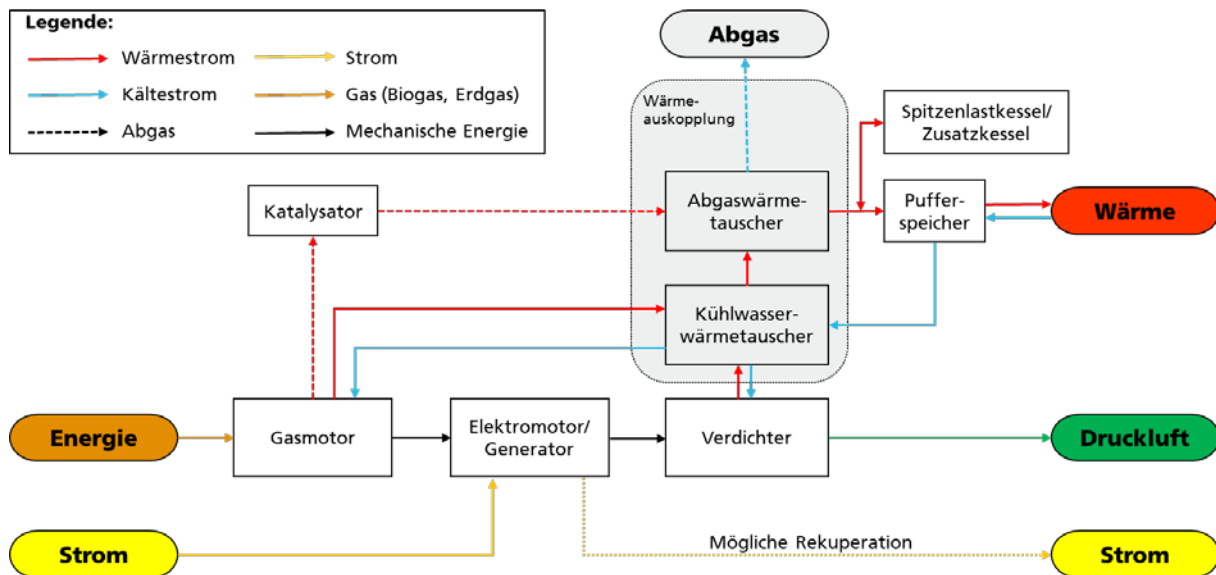 Legende:
Wärmestrom
Strom
Kältestrom
Gas (Biogas, Erdgas)
Abgas
Mechanische Energie
Abgas
Wärme-
auskopplung
Spitzenlastkessel/
Zusatzkessel
Katalysator
Abgaswärme-
tauscher
Puffer-
speicher
Wärme
Kühlwasser-
wärmetauscher
Energie
Gasmotor
Elektromotor/
Generator
Verdichter
Druckluft
Strom
Mögliche Rekuperation
Strom